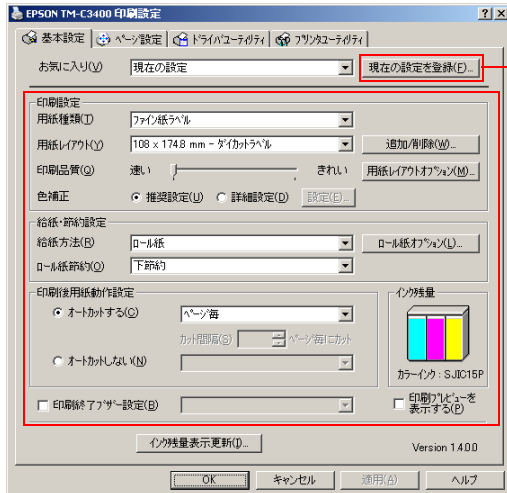 EPSON TM-C3400 印刷設定
基本設定 ページ設定 ドライバユーティリティ プリンタユーティリティ
お気に入り(V) 現在の設定 現在の設定を登録(F)...
印刷設定
用紙種類(T) ファイン紙ラベル
用紙レイアウト(Y) 108 x 174.8 mm - ダイカットラベル 追加/削除(W)...
印刷品質(Q) 速い きれい 用紙レイアウトオプション(M)...
色補正 推奨設定(U) 詳細設定(D) 設定(E)...
給紙・節約設定
給紙方法(R) ロール紙 ロール紙オプション(L)...
ロール紙節約(O) 下節約
印刷後用紙動作設定 インク残量
オートカットする(C) ページ毎
カット間隔(S) ページ毎にカット
オートカットしない(N)
カラーインク : SJIC15P
印刷終了ブザー設定(B) 印刷プレビューを表示する(P)
インク残量表示更新(I)... Version 1.4.0.0
OK キャンセル 適用(A) ヘルプ